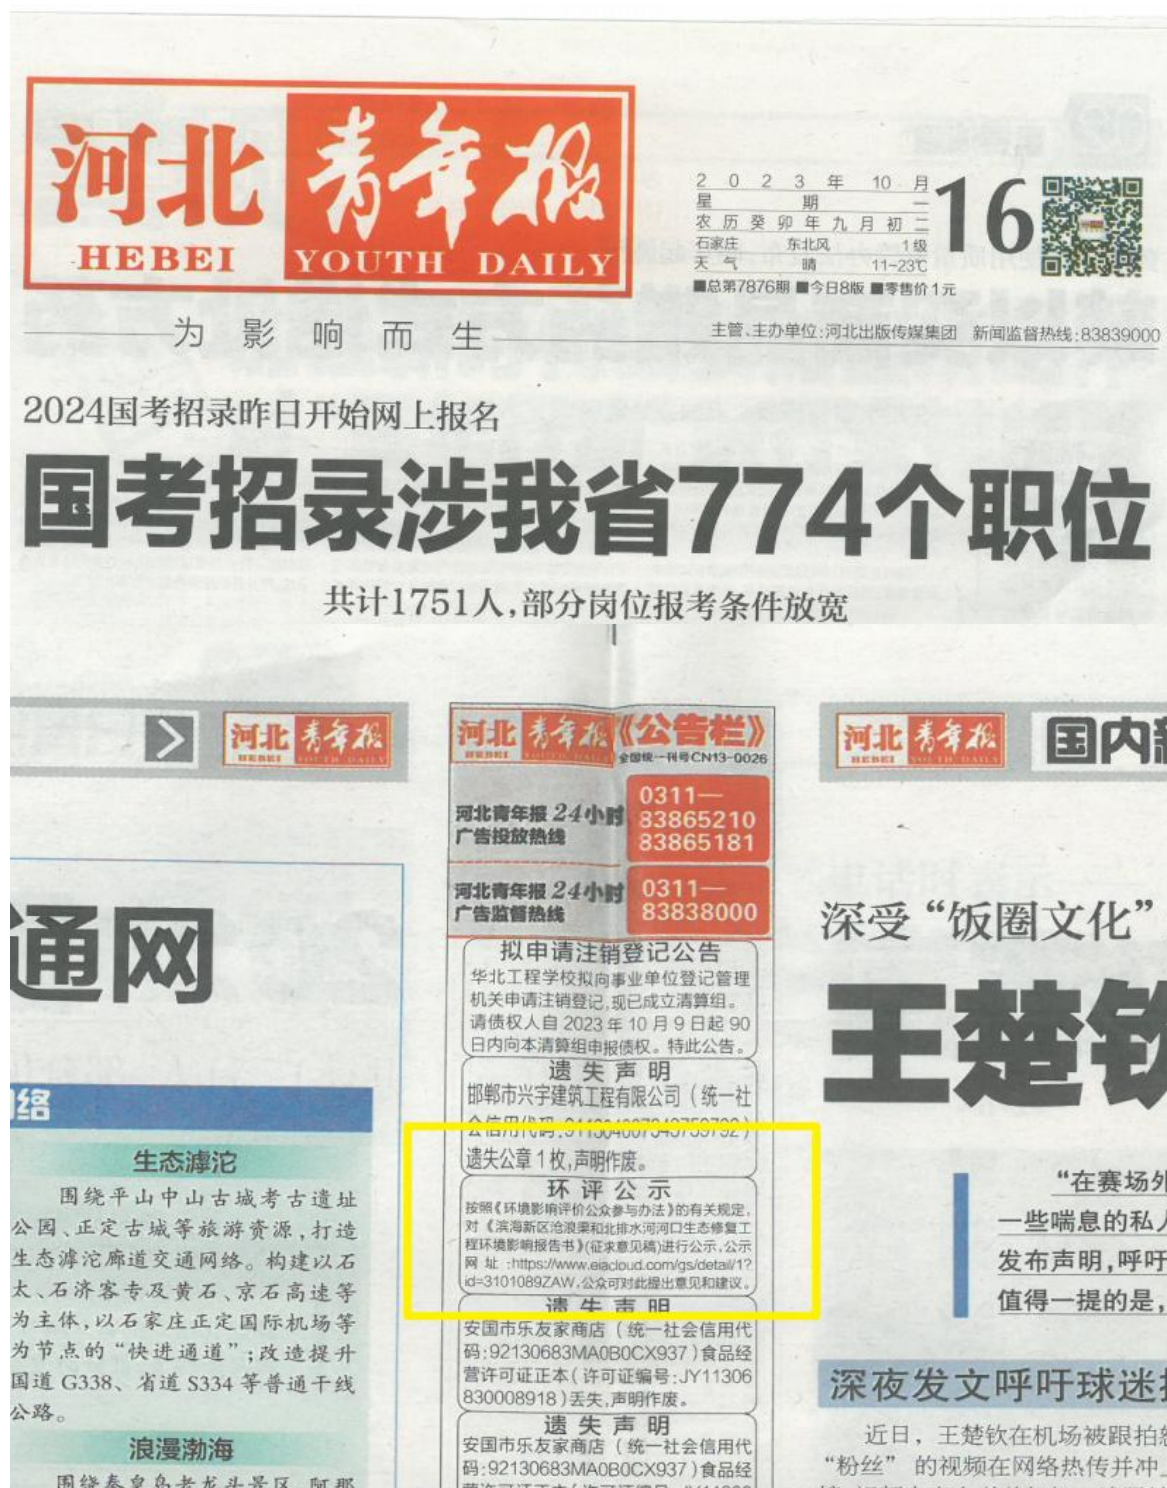 河北 青年报
HEBEI YOUTH DAILY
2023年10月
星期一
农历癸卯年九月初二
石家庄 东北风 1级
天气 晴 11-23℃
16
■总第7876期 ■今日8版 ■零售价1元
为影响而生
主管、主办单位:河北出版传媒集团 新闻监督热线:83839000
2024国考招录昨日开始网上报名
国考招录涉我省774个职位
共计1751人,部分岗位报考条件放宽
河北 青年报
HEBEI YOUTH DAILY
通网
络
生态滹沱
围绕平山中山古城考古遗址
公园、正定古城等旅游资源,打造
生态滹沱廊道交通网络。构建以石
太、石济客专及黄石、京石高速等
为主体,以石家庄正定国际机场等
为节点的“快进通道”;改造提升
国道 G338、省道 S334 等普通干线
公路。
浪漫渤海
围绕秦皇岛老龙头景区、阿那
河北 青年报《公告栏》
HEBEI YOUTH DAILY 全国统一刊号CN13-0026
河北青年报 24小时
广告投放热线
0311—
83865210
83865181
河北青年报 24小时
广告监督热线
0311—
83838000
拟申请注销登记公告
华北工程学校拟向事业单位登记管理
机关申请注销登记,现已成立清算组。
请债权人自 2023 年 10 月 9 日起 90
日内向本清算组申报债权。特此公告。
遗失声明
邯郸市兴宇建筑工程有限公司(统一社
会信用代码:
遗失公章 1 枚,声明作废。
环评公示
按照《环境影响评价公众参与办法》的有关规定,
对《滨海新区沧浪渠和北排水河河口生态修复工
程环境影响报告书》(征求意见稿)进行公示,公示
网址:https://www.eiacloud.com/gs/detail/1?
id=3101089ZAW,公众可对此提出意见和建议。
遗失声明
安国市乐友家商店(统一社会信用代
码:92130683MA0B0CX937)食品经
营许可证正本(许可证编号:JY11306
830008918)丢失,声明作废。
遗失声明
安国市乐友家商店(统一社会信用代
码:92130683MA0B0CX937)食品经
河北 青年报
HEBEI YOUTH DAILY
国内新
深受“饭圈文化”
王楚钦
“在赛场外
一些喘息的私人
发布声明,呼吁
值得一提的是,
深夜发文呼吁球迷
近日,王楚钦在机场被跟拍
“粉丝”的视频在网络热传并冲上